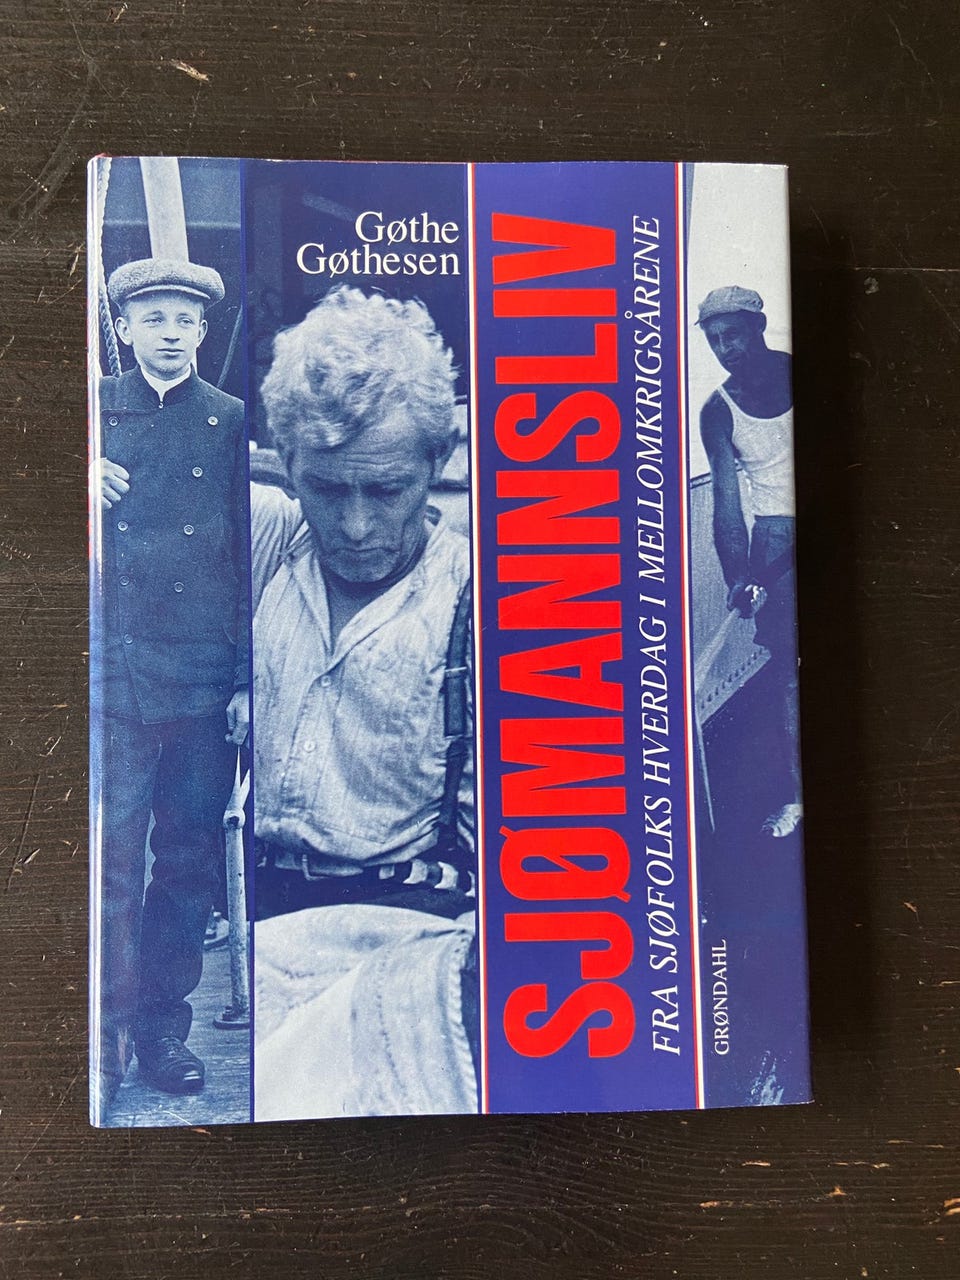 Gøthe
Gøthesen
SJØMANNSLIV
FRA SJØFOLKS HVERDAG I MELLOMKRIGSÅRENE
GRØNDAHL